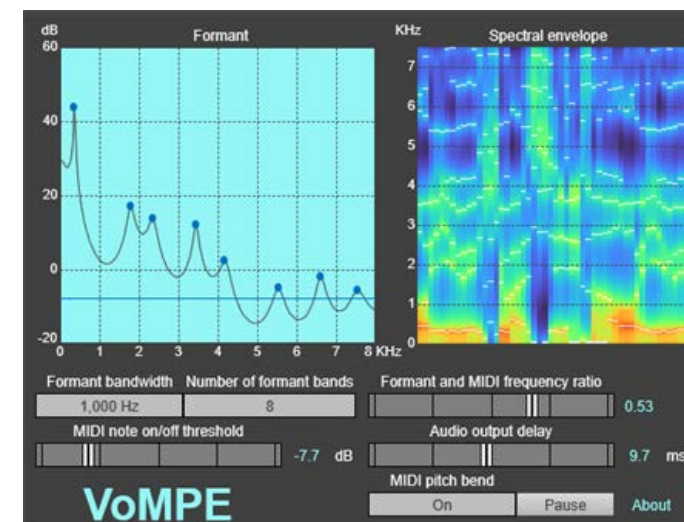 dB Formant KHz Spectral envelope
60
40
20
0
-20
0 1 2 3 4 5 6 7 8 KHz
7
6
5
4
3
2
1
0
Formant bandwidth Number of formant bands Formant and MIDI frequency ratio
1,000 Hz 8 0.53
MIDI note on/off threshold Audio output delay
-7.7 dB 9.7 ms
MIDI pitch bend
VoMPE On Pause About